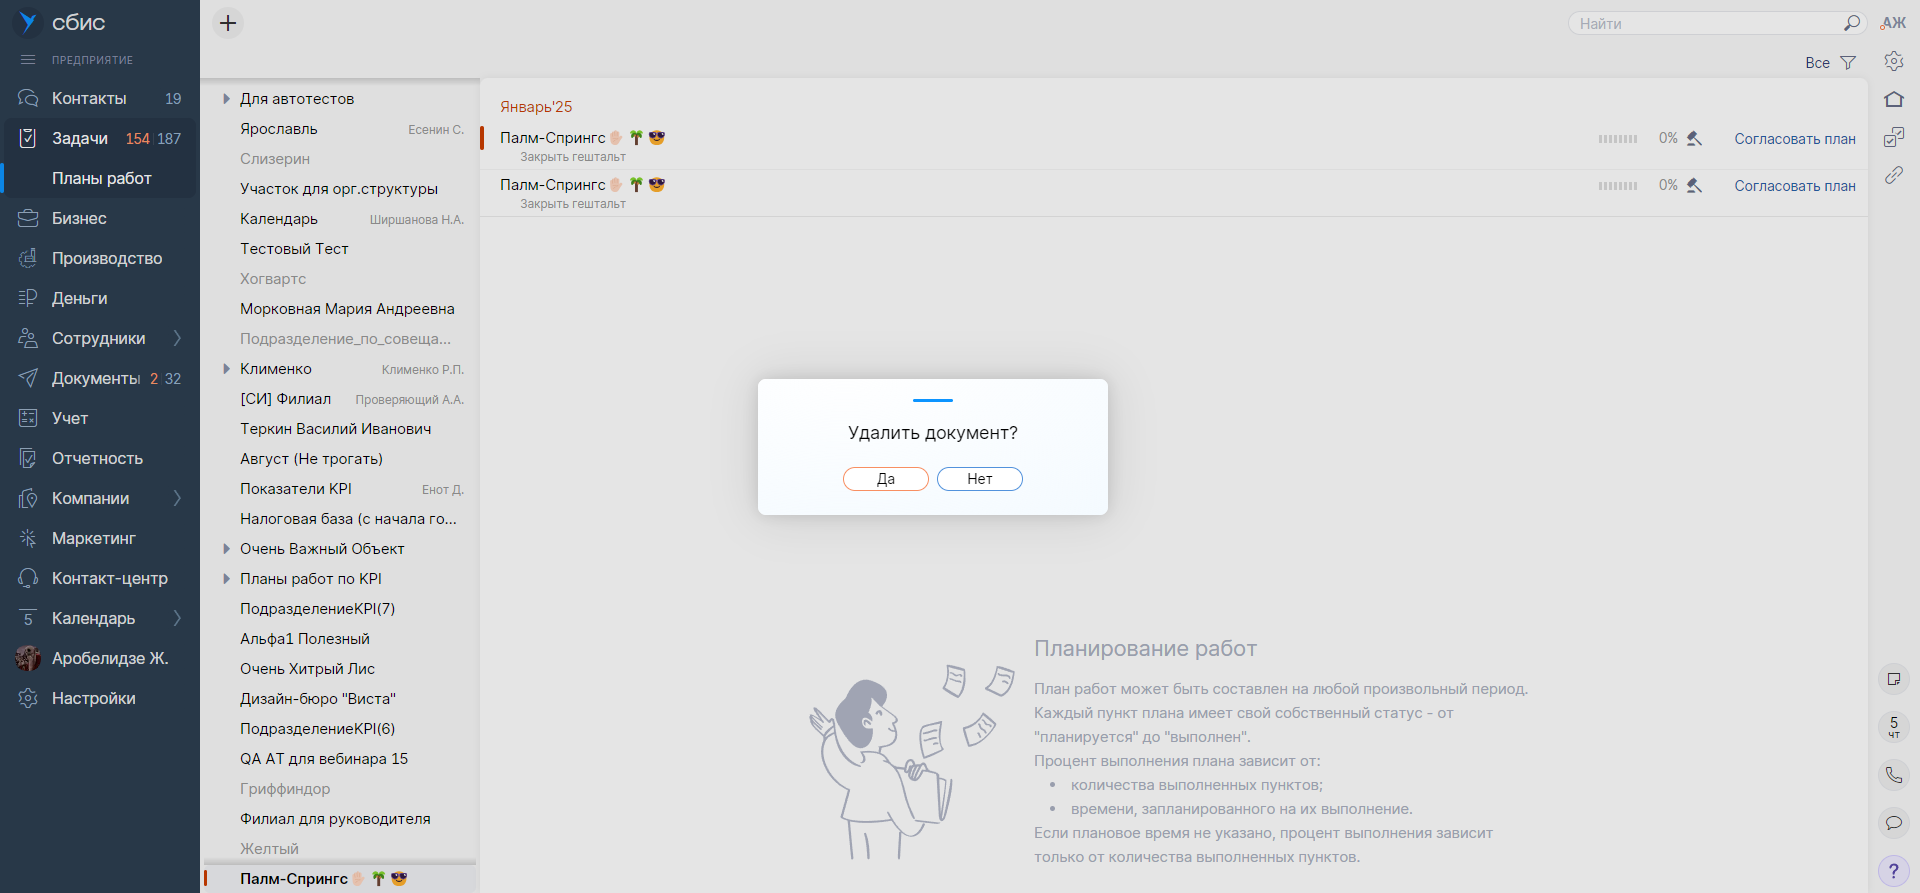 сбис
ПРЕДПРИЯТИЕ
Контакты 19
Задачи 154 187
Планы работ
Бизнес
Производство
Деньги
Сотрудники
Документы 2 32
Учет
Отчетность
Компании
Маркетинг
Контакт-центр
5 Календарь
Аробелидзе Ж.
Настройки
Для автотестов
Ярославль Есенин С.
Слизерин
Участок для орг.структуры
Календарь Ширшанова Н.А.
Тестовый Тест
Хогвартс
Морковная Мария Андреевна
Подразделение_по_совеща...
Клименко Клименко Р.П.
[СИ] Филиал Проверяющий А.А.
Теркин Василий Иванович
Август (Не трогать)
Показатели KPI Енот Д.
Налоговая база (с начала го...
Очень Важный Объект
Планы работ по KPI
ПодразделениеKPI(7)
Альфа1 Полезный
Очень Хитрый Лис
Дизайн-бюро "Виста"
ПодразделениеKPI(6)
QA АТ для вебинара 15
Гриффиндор
Филиал для руководителя
Желтый
Палм-Спрингс✋🏻🌴😎
Найти
АЖ
Все
Январь'25
Палм-Спрингс✋🏻🌴😎 0% Согласовать план
Закрыть гештальт
Палм-Спрингс✋🏻🌴😎 0% Согласовать план
Закрыть гештальт
Удалить документ?
Да Нет
Планирование работ
План работ может быть составлен на любой произвольный период.
Каждый пункт плана имеет свой собственный статус - от
"планируется" до "выполнен".
Процент выполнения плана зависит от:
• количества выполненных пунктов;
• времени, запланированного на их выполнение.
Если плановое время не указано, процент выполнения зависит
только от количества выполненных пунктов.
5
чт
?